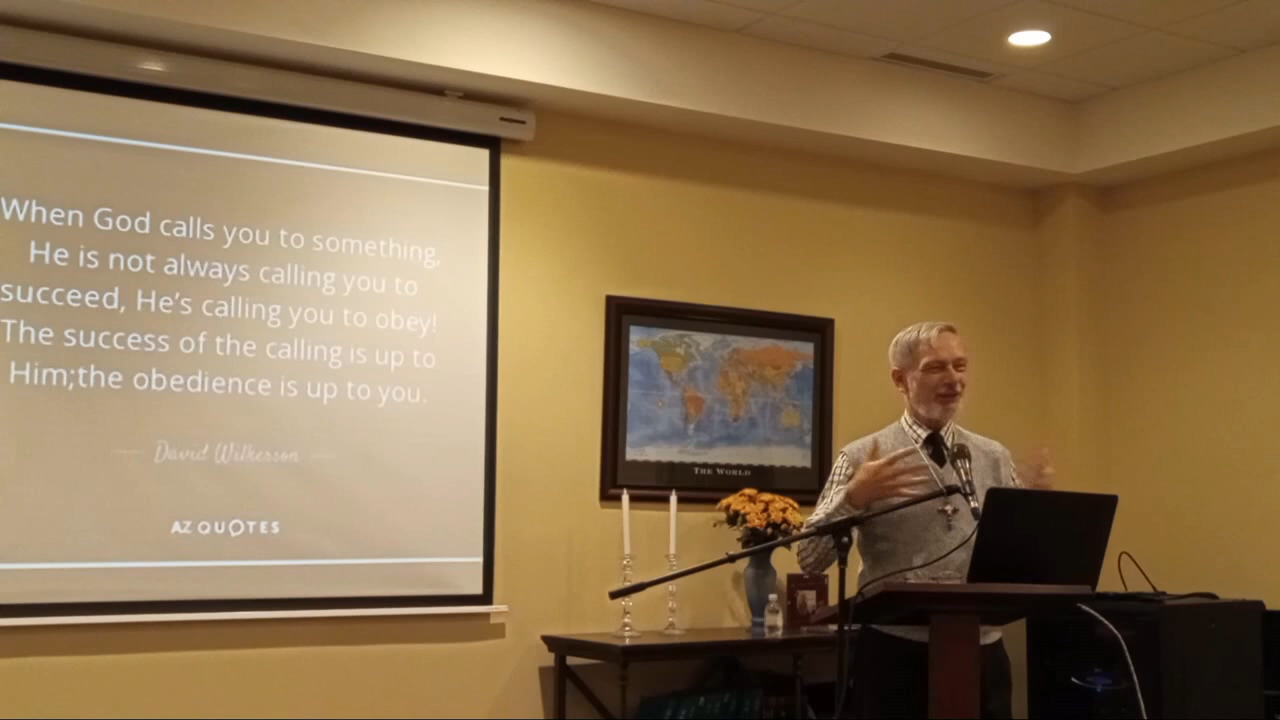 When God calls you to something,
He is not always calling you to
succeed, He's calling you to obey!
The success of the calling is up to
Him;the obedience is up to you.
David Wilkerson
AZ QUOTES
THE WORLD